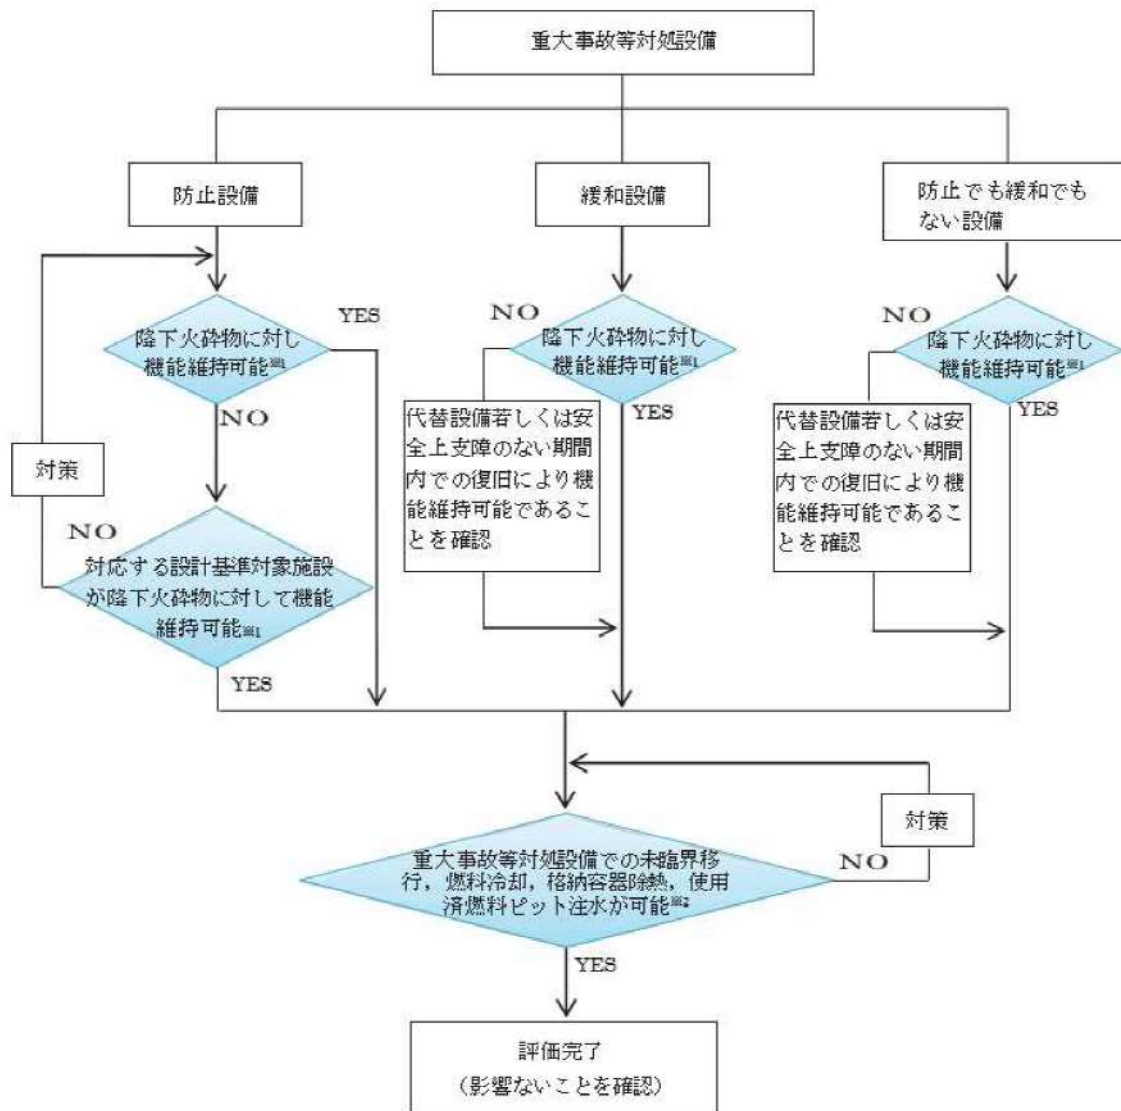 重大事故等対処設備
防止設備
緩和設備
防止でも緩和でも
ない設備
降下火砕物に対し
機能維持可能※1
YES
NO
対応する設計基準対象施設
が降下火砕物に対して機能
維持可能※1
NO
対策
YES
降下火砕物に対し
機能維持可能※1
NO
YES
代替設備若しくは安
全上支障のない期間
内での復旧により機
能維持可能であるこ
とを確認
降下火砕物に対し
機能維持可能※1
NO
YES
代替設備若しくは安
全上支障のない期間
内での復旧により機
能維持可能であるこ
とを確認
重大事故等対処設備での未臨界移
行，燃料冷却，格納容器除熱，使用
済燃料ピット注水が可能※2
NO
対策
YES
評価完了
（影響ないことを確認）